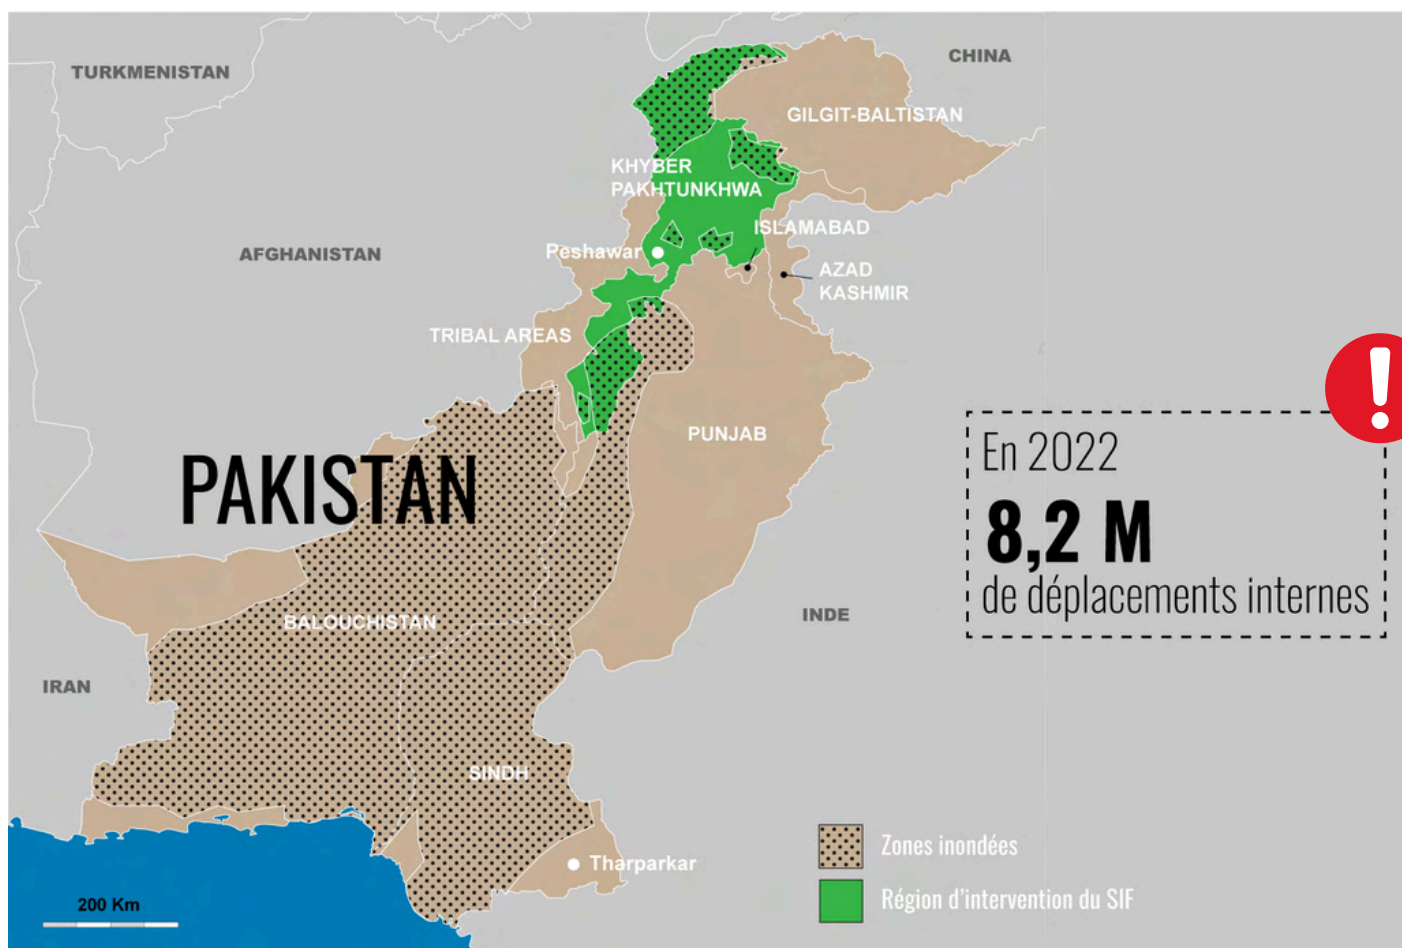 TURKMENISTAN
CHINA
GILGIT-BALTISTAN
KHYBER
PAKHTUNKHWA
ISLAMABAD
AFGHANISTAN
Peshawar
AZAD
KASHMIR
TRIBAL AREAS
!
PUNJAB
En 2022
PAKISTAN
8,2 M
de déplacements internes
INDE
BALOUCHISTAN
IRAN
SINDH
Zones inondées
Tharparkar
Région d'intervention du SIF
200 Km